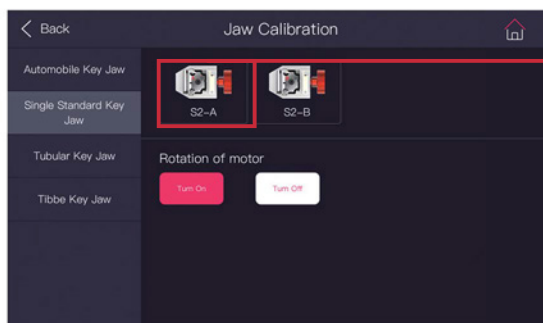 Back
Jaw Calibration
Automobile Key Jaw
Single Standard Key
Jaw
Tubular Key Jaw
Tibbe Key Jaw
S2-A
S2-B
Rotation of motor
Turn On
Turn Off